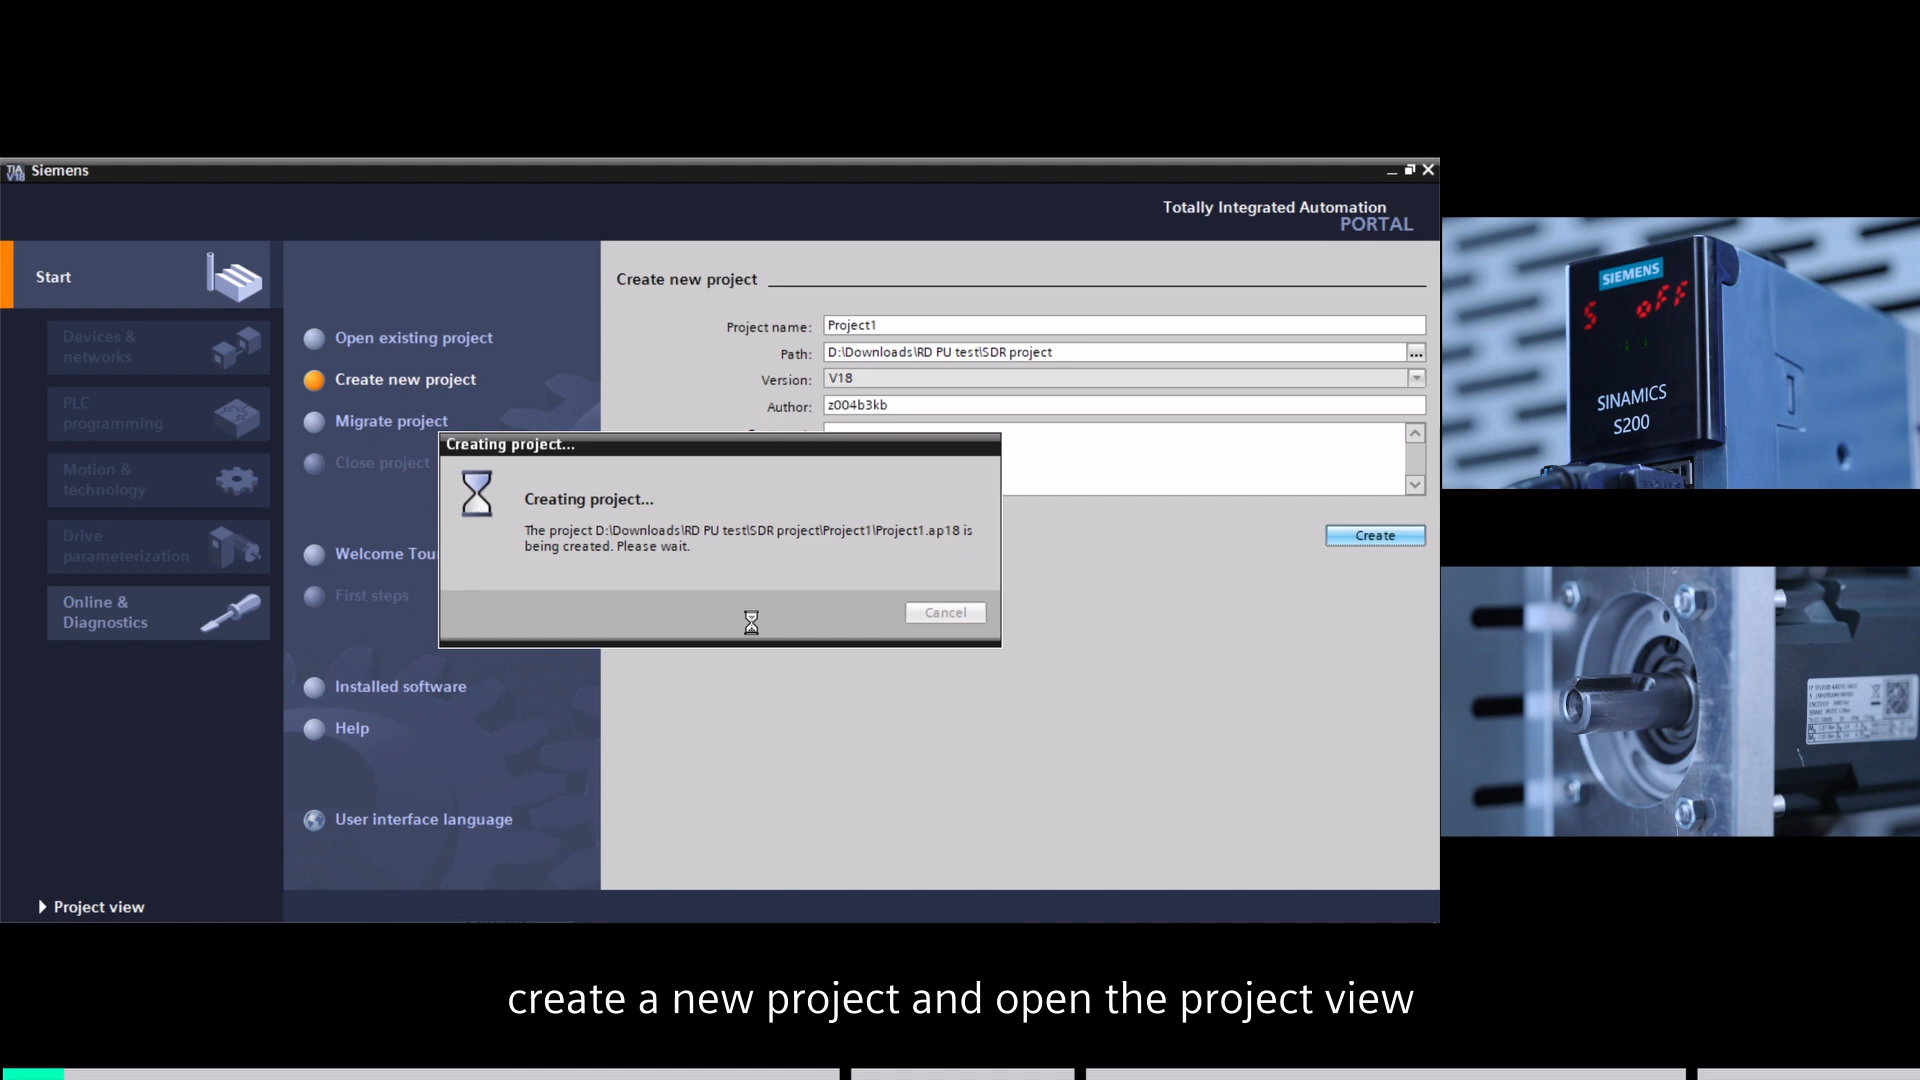 TIA
V18
Siemens
Totally Integrated Automation
PORTAL
Start
Devices &
networks
PLC
programming
Motion &
technology
Drive
parameterization
Online &
Diagnostics
Project view
Open existing project
Create new project
Migrate project
Close project
Welcome Tou
First steps
Installed software
Help
User interface language
Create new project
Project name: Project1
Path: D:\Downloads\RD PU test\SDR project
...
Version: V18
Author: z004b3kb
Create
Creating project...
Creating project...
The project D:\Downloads\RD PU test\SDR project\Project1\Project1.ap18 is
being created. Please wait.
Cancel
SIEMENS
S oFF
SINAMICS
S200
create a new project and open the project view